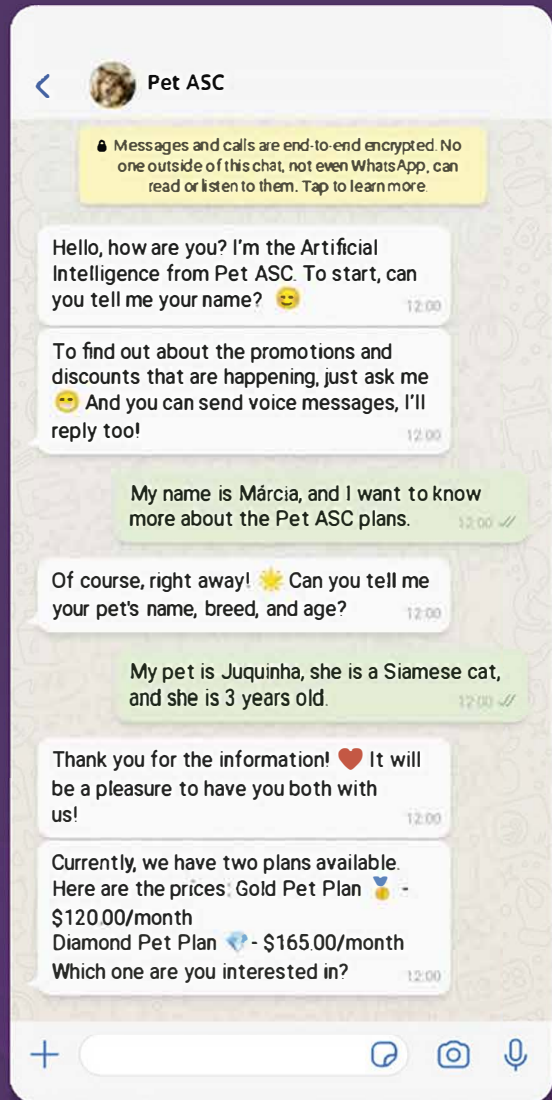 Pet ASC
Messages and calls are end-to-end encrypted. No
one outside of this chat, not even WhatsApp, can
read or listen to them. Tap to learn more.
Hello, how are you? I'm the Artificial
Intelligence from Pet ASC. To start, can
you tell me your name? 😊
12:00
To find out about the promotions and
discounts that are happening, just ask me
😁 And you can send voice messages, I'll
reply too!
12:00
My name is Márcia, and I want to know
more about the Pet ASC plans.
12:00
Of course, right away! 🌟 Can you tell me
your pet's name, breed, and age?
12:00
My pet is Juquinha, she is a Siamese cat,
and she is 3 years old.
12:00
Thank you for the information! ❤️ It will
be a pleasure to have you both with
us!
12:00
Currently, we have two plans available.
Here are the prices: Gold Pet Plan 🏅 -
$120.00/month
Diamond Pet Plan 💎 - $165.00/month
Which one are you interested in?
12:00